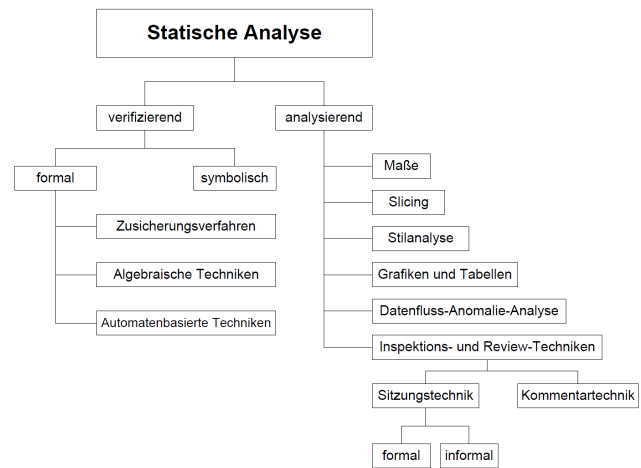 Statische Analyse
verifizierend
analysierend
formal
symbolisch
Zusicherungsverfahren
Algebraische Techniken
Automatenbasierte Techniken
Maße
Slicing
Stilanalyse
Grafiken und Tabellen
Datenfluss-Anomalie-Analyse
Inspektions- und Review-Techniken
Sitzungstechnik
Kommentartechnik
formal
informal